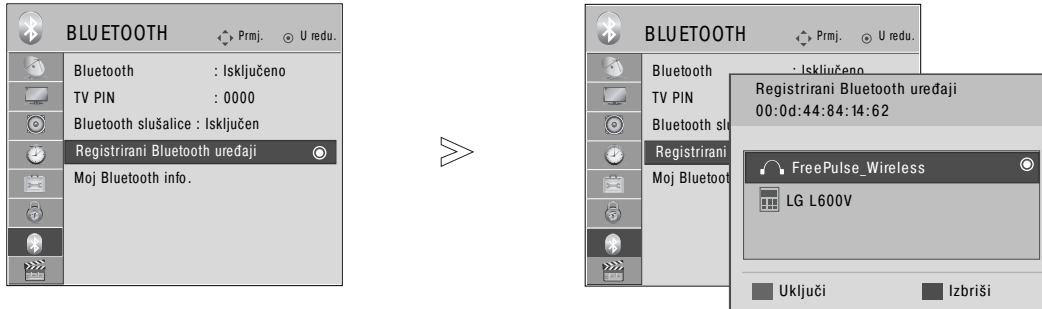 BLUETOOTH Prmj. U redu.
Bluetooth : Isključeno
TV PIN : 0000
Bluetooth slušalice : Isključen
Registrirani Bluetooth uređaji
Moj Bluetooth info.
BLUETOOTH Prmj. U redu.
Bluetooth : Isključeno
TV PIN
Bluetooth slu
Registrirani
Moj Bluetoot
Registrirani Bluetooth uređaji
00:0d:44:84:14:62
FreePulse_Wireless
LG L600V
Uključi Izbriši